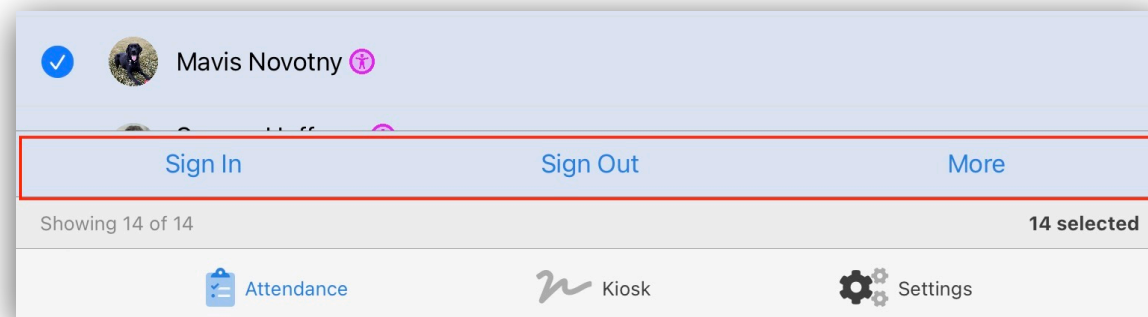 Mavis Novotny
Sign In Sign Out More
Showing 14 of 14 14 selected
Attendance Kiosk Settings